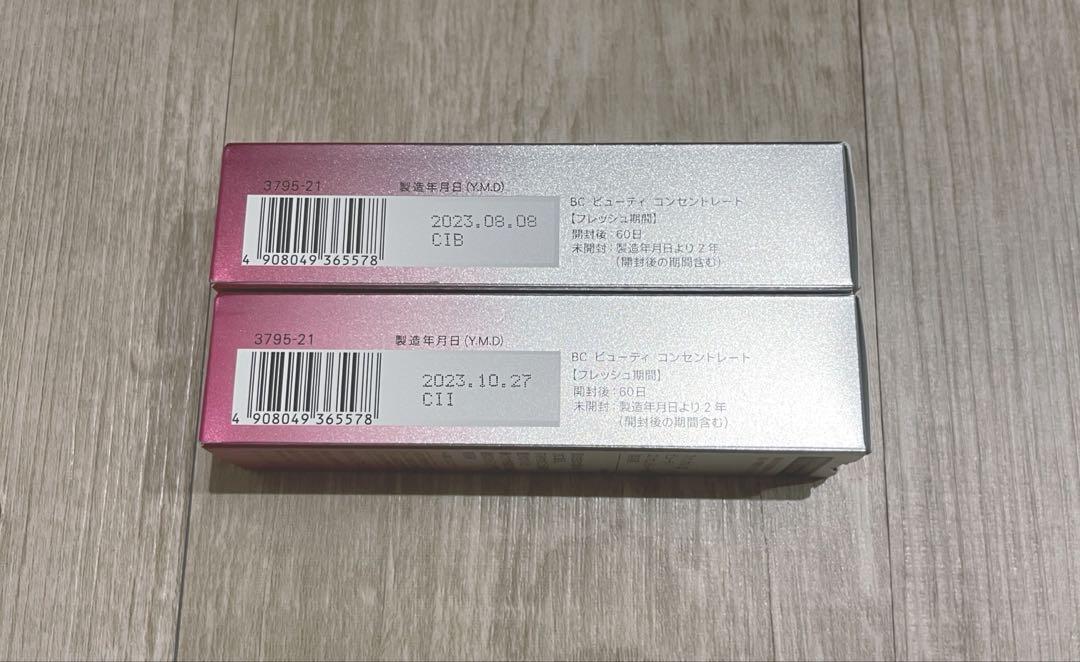 3795-21
製造年月日(Y.M.D)
2023.08.08
CIB
4 908049 365578
BC ビューティ コンセントレート
【フレッシュ期間】
開封後：60日
未開封：製造年月日より2年
（開封後の期間含む）
3795-21
製造年月日(Y.M.D)
2023.10.27
CII
4 908049 365578
BC ビューティ コンセントレート
【フレッシュ期間】
開封後：60日
未開封：製造年月日より2年
（開封後の期間含む）